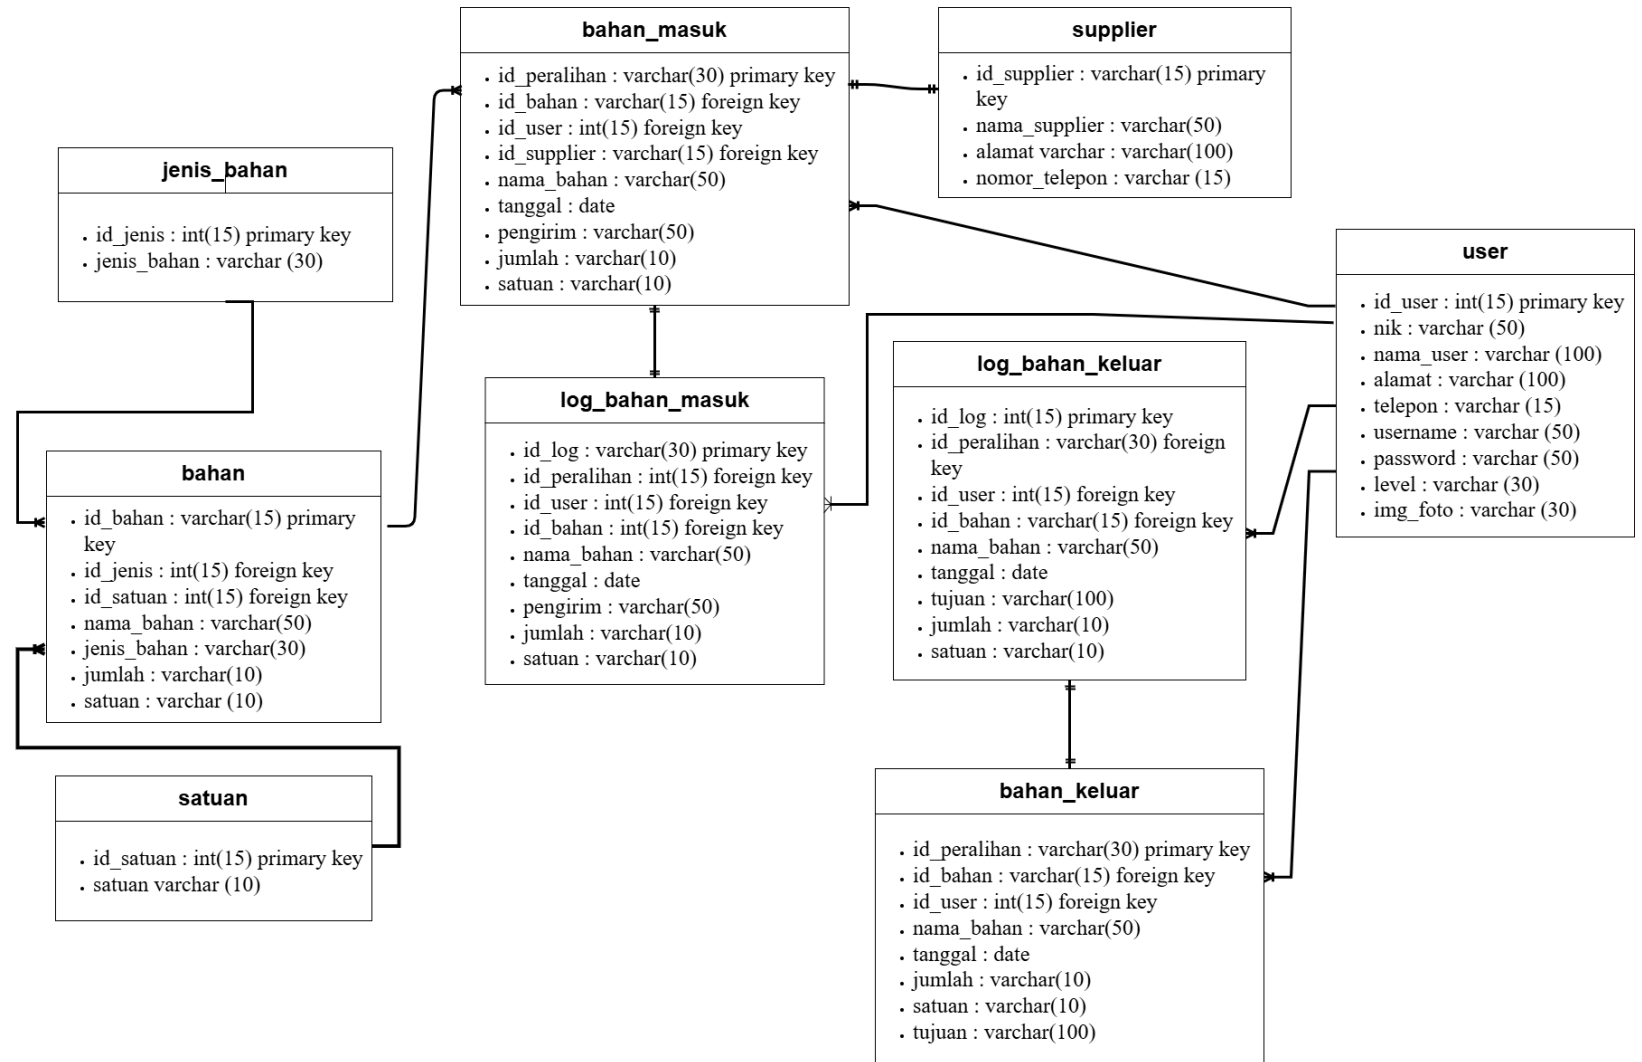 bahan_masuk
• id_peralihan : varchar(30) primary key
• id_bahan : varchar(15) foreign key
• id_user : int(15) foreign key
• id_supplier : varchar(15) foreign key
• nama_bahan : varchar(50)
• tanggal : date
• pengirim : varchar(50)
• jumlah : varchar(10)
• satuan : varchar(10)
supplier
• id_supplier : varchar(15) primary
key
• nama_supplier : varchar(50)
• alamat varchar : varchar(100)
• nomor_telepon : varchar (15)
jenis_bahan
• id_jenis : int(15) primary key
• jenis_bahan : varchar (30)
user
• id_user : int(15) primary key
• nik : varchar (50)
• nama_user : varchar (100)
• alamat : varchar (100)
• telepon : varchar (15)
• username : varchar (50)
• password : varchar (50)
• level : varchar (30)
• img_foto : varchar (30)
log_bahan_masuk
• id_log : varchar(30) primary key
• id_peralihan : int(15) foreign key
• id_user : int(15) foreign key
• id_bahan : int(15) foreign key
• nama_bahan : varchar(50)
• tanggal : date
• pengirim : varchar(50)
• jumlah : varchar(10)
• satuan : varchar(10)
log_bahan_keluar
• id_log : int(15) primary key
• id_peralihan : varchar(30) foreign
key
• id_user : int(15) foreign key
• id_bahan : varchar(15) foreign key
• nama_bahan : varchar(50)
• tanggal : date
• tujuan : varchar(100)
• jumlah : varchar(10)
• satuan : varchar(10)
bahan
• id_bahan : varchar(15) primary
key
• id_jenis : int(15) foreign key
• id_satuan : int(15) foreign key
• nama_bahan : varchar(50)
• jenis_bahan : varchar(30)
• jumlah : varchar(10)
• satuan : varchar (10)
satuan
• id_satuan : int(15) primary key
• satuan varchar (10)
bahan_keluar
• id_peralihan : varchar(30) primary key
• id_bahan : varchar(15) foreign key
• id_user : int(15) foreign key
• nama_bahan : varchar(50)
• tanggal : date
• jumlah : varchar(10)
• satuan : varchar(10)
• tujuan : varchar(100)